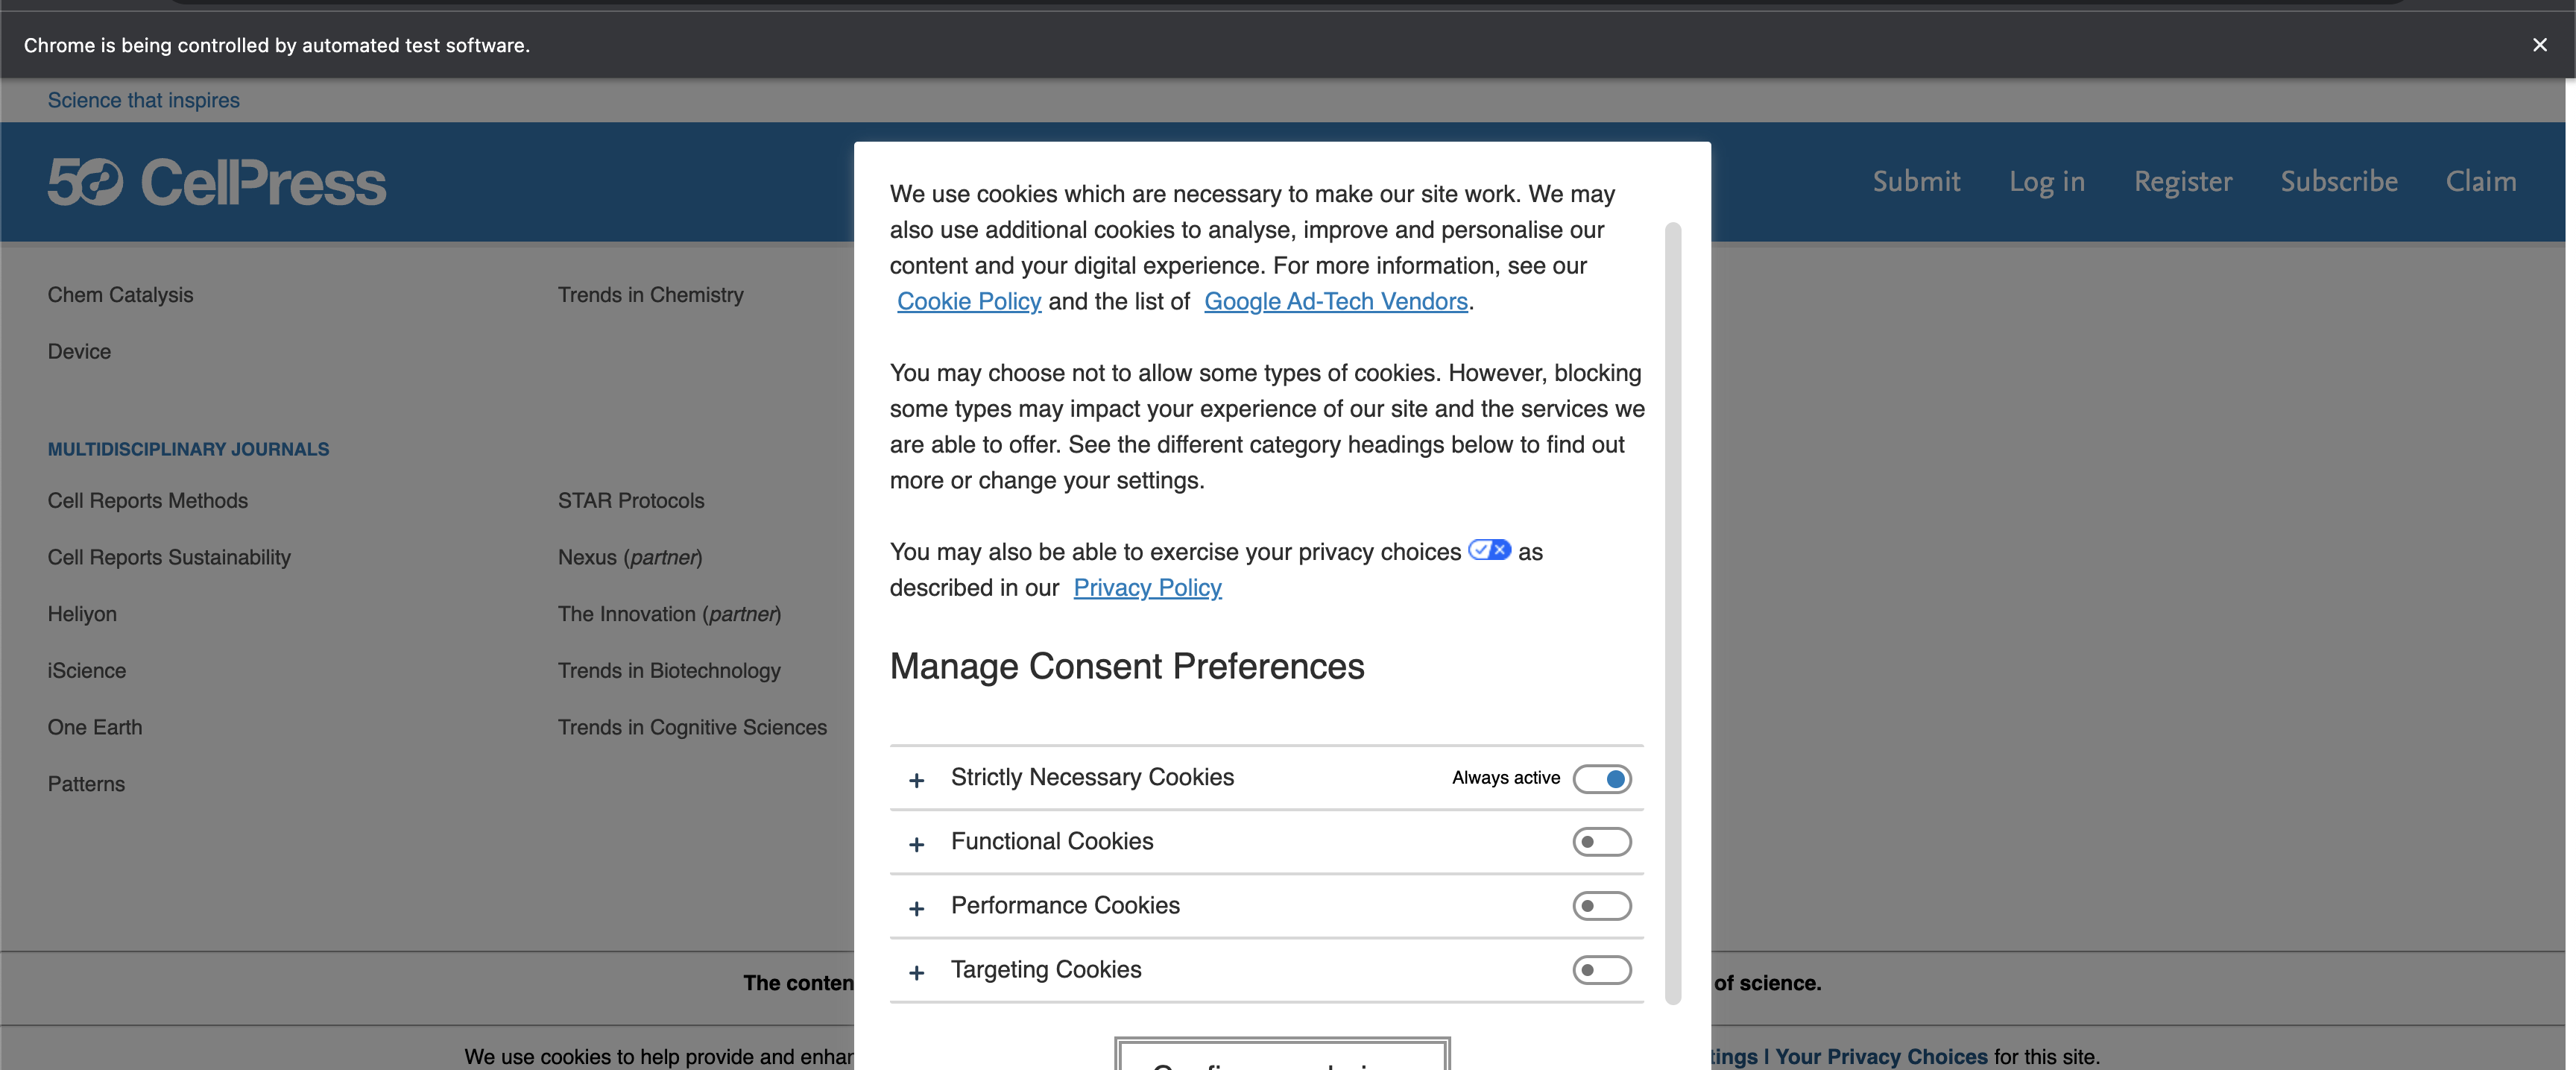 Chrome is being controlled by automated test software.
Science that inspires
50 CellPress
Submit Log in Register Subscribe Claim
Chem Catalysis
Trends in Chemistry
Device
MULTIDISCIPLINARY JOURNALS
Cell Reports Methods
STAR Protocols
Cell Reports Sustainability
Nexus (partner)
Heliyon
The Innovation (partner)
iScience
Trends in Biotechnology
One Earth
Trends in Cognitive Sciences
Patterns
We use cookies which are necessary to make our site work. We may
also use additional cookies to analyse, improve and personalise our
content and your digital experience. For more information, see our
Cookie Policy and the list of Google Ad-Tech Vendors.
You may choose not to allow some types of cookies. However, blocking
some types may impact your experience of our site and the services we
are able to offer. See the different category headings below to find out
more or change your settings.
You may also be able to exercise your privacy choices as
described in our Privacy Policy
Manage Consent Preferences
+ Strictly Necessary Cookies Always active
+ Functional Cookies
+ Performance Cookies
+ Targeting Cookies
The conten
of science.
We use cookies to help provide and enhan
tings | Your Privacy Choices for this site.